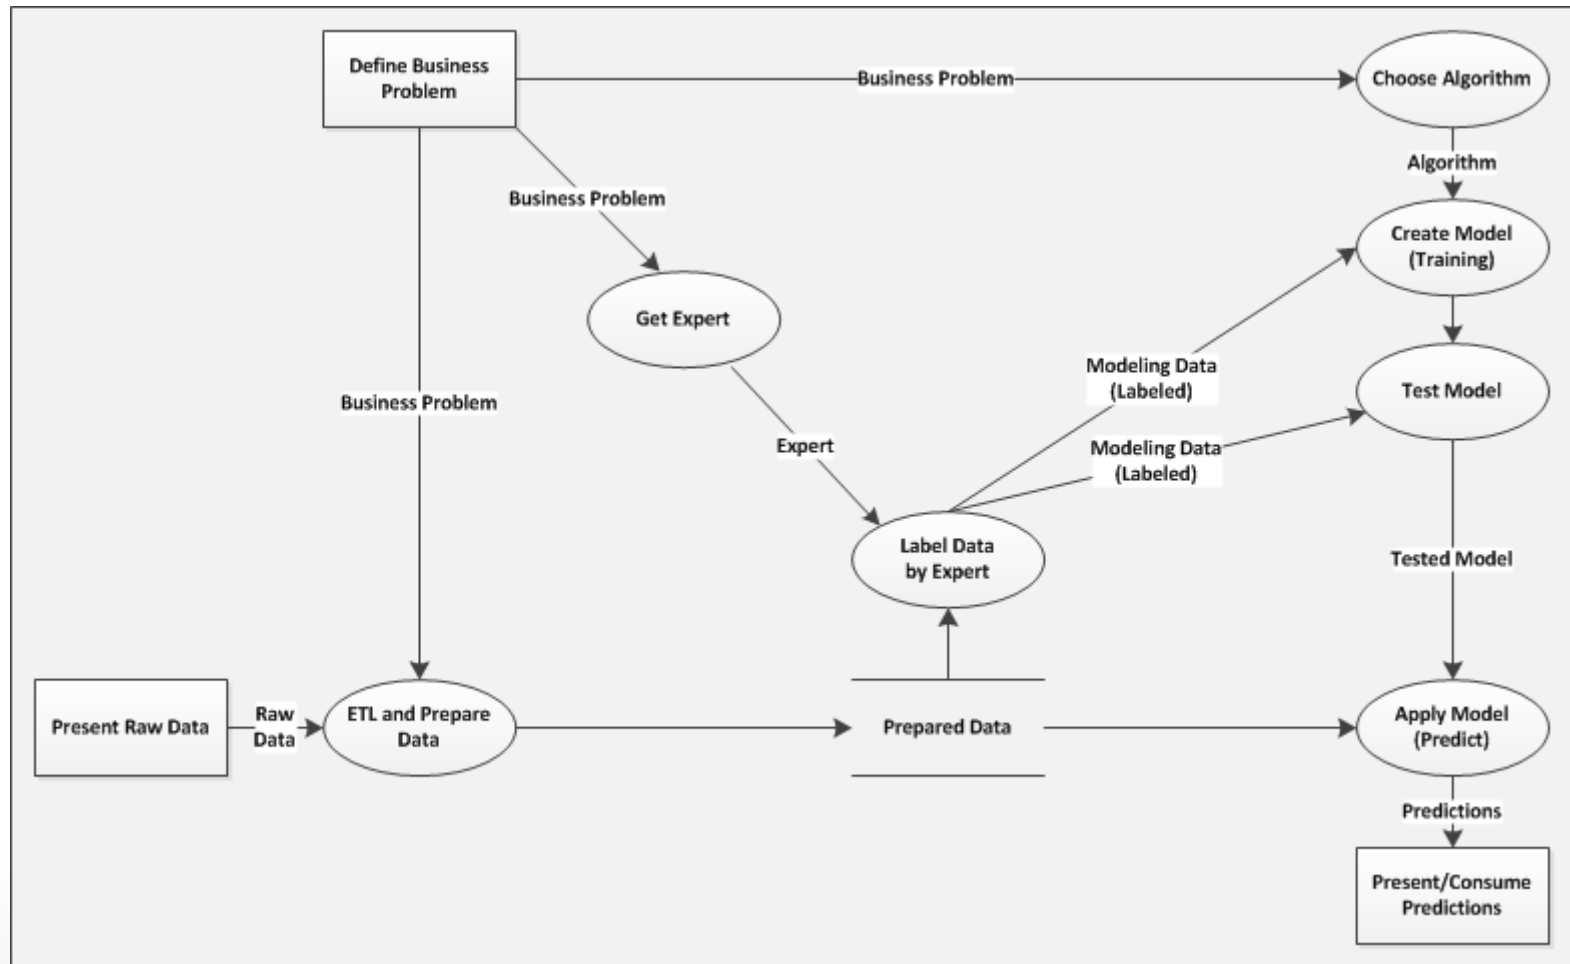 Define Business
Problem
Business Problem
Choose Algorithm
Algorithm
Business Problem
Create Model
(Training)
Get Expert
Modeling Data
(Labeled)
Test Model
Business Problem
Expert
Modeling Data
(Labeled)
Label Data
by Expert
Tested Model
Present Raw Data
Raw
Data
ETL and Prepare
Data
Prepared Data
Apply Model
(Predict)
Predictions
Present/Consume
Predictions